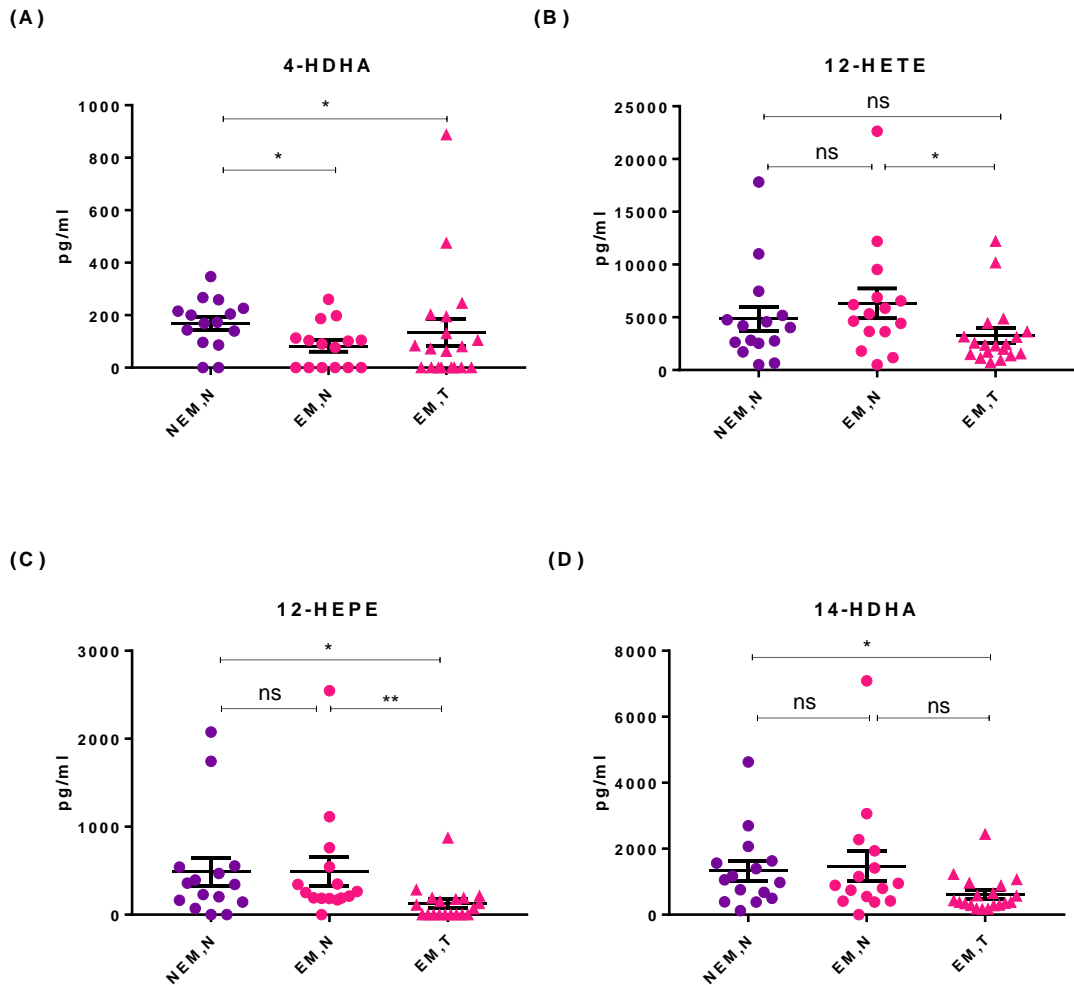 (A)
4-HDHA
*
*
pg/ml
1000
800
600
400
200
0
NEM,N
EM,N
EM,T
(B)
12-HETE
ns
ns
*
pg/ml
25000
20000
15000
10000
5000
0
NEM,N
EM,N
EM,T
(C)
12-HEPE
*
ns
**
pg/ml
3000
2000
1000
0
NEM,N
EM,N
EM,T
(D)
14-HDHA
*
ns
ns
pg/ml
8000
6000
4000
2000
0
NEM,N
EM,N
EM,T